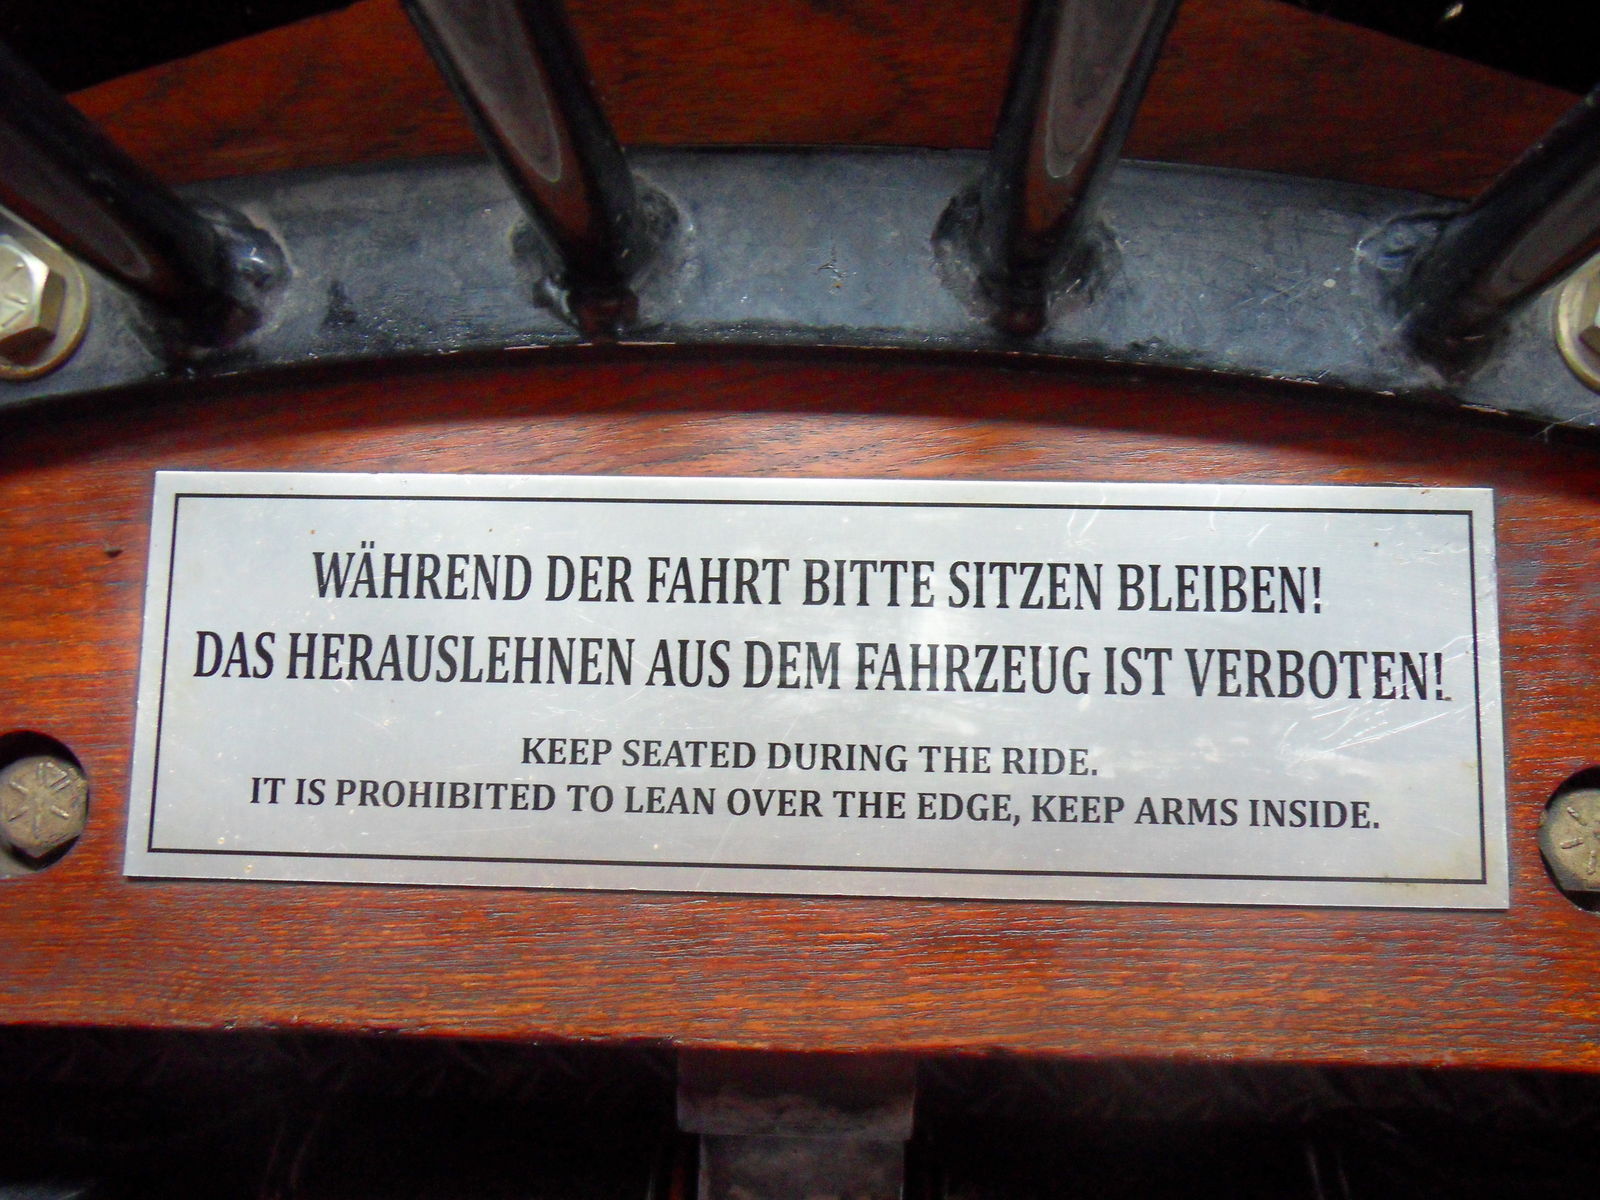 WÄHREND DER FAHRT BITTE SITZEN BLEIBEN!
DAS HERAUSLEHNEN AUS DEM FAHRZEUG IST VERBOTEN!
KEEP SEATED DURING THE RIDE.
IT IS PROHIBITED TO LEAN OVER THE EDGE, KEEP ARMS INSIDE.